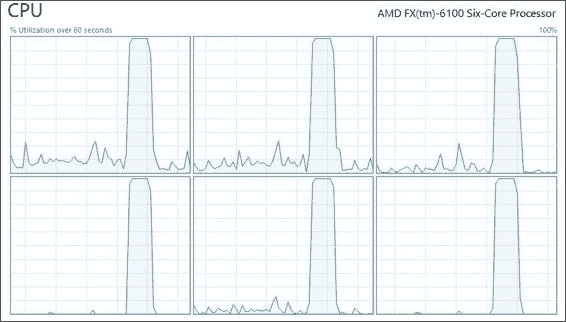 CPU
AMD FX(tm)-6100 Six-Core Processor
% Utilization over 60 seconds
100%